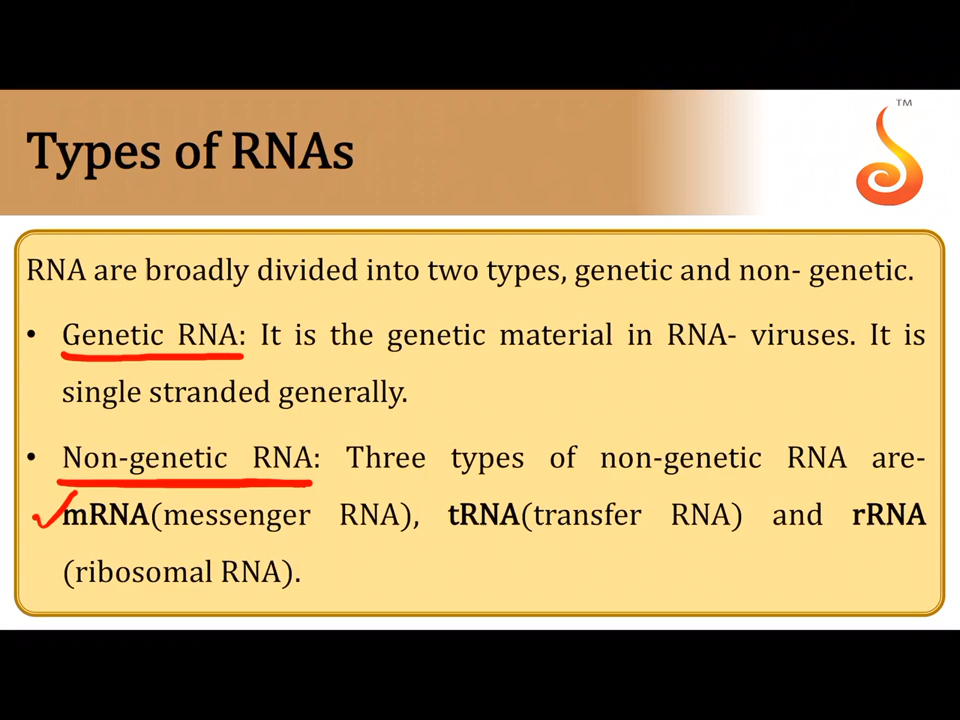 TM
Types of RNAs
RNA are broadly divided into two types, genetic and non- genetic.
• Genetic RNA: It is the genetic material in RNA- viruses. It is
single stranded generally.
• Non-genetic RNA: Three types of non-genetic RNA are-
mRNA(messenger RNA), tRNA(transfer RNA) and rRNA
(ribosomal RNA).